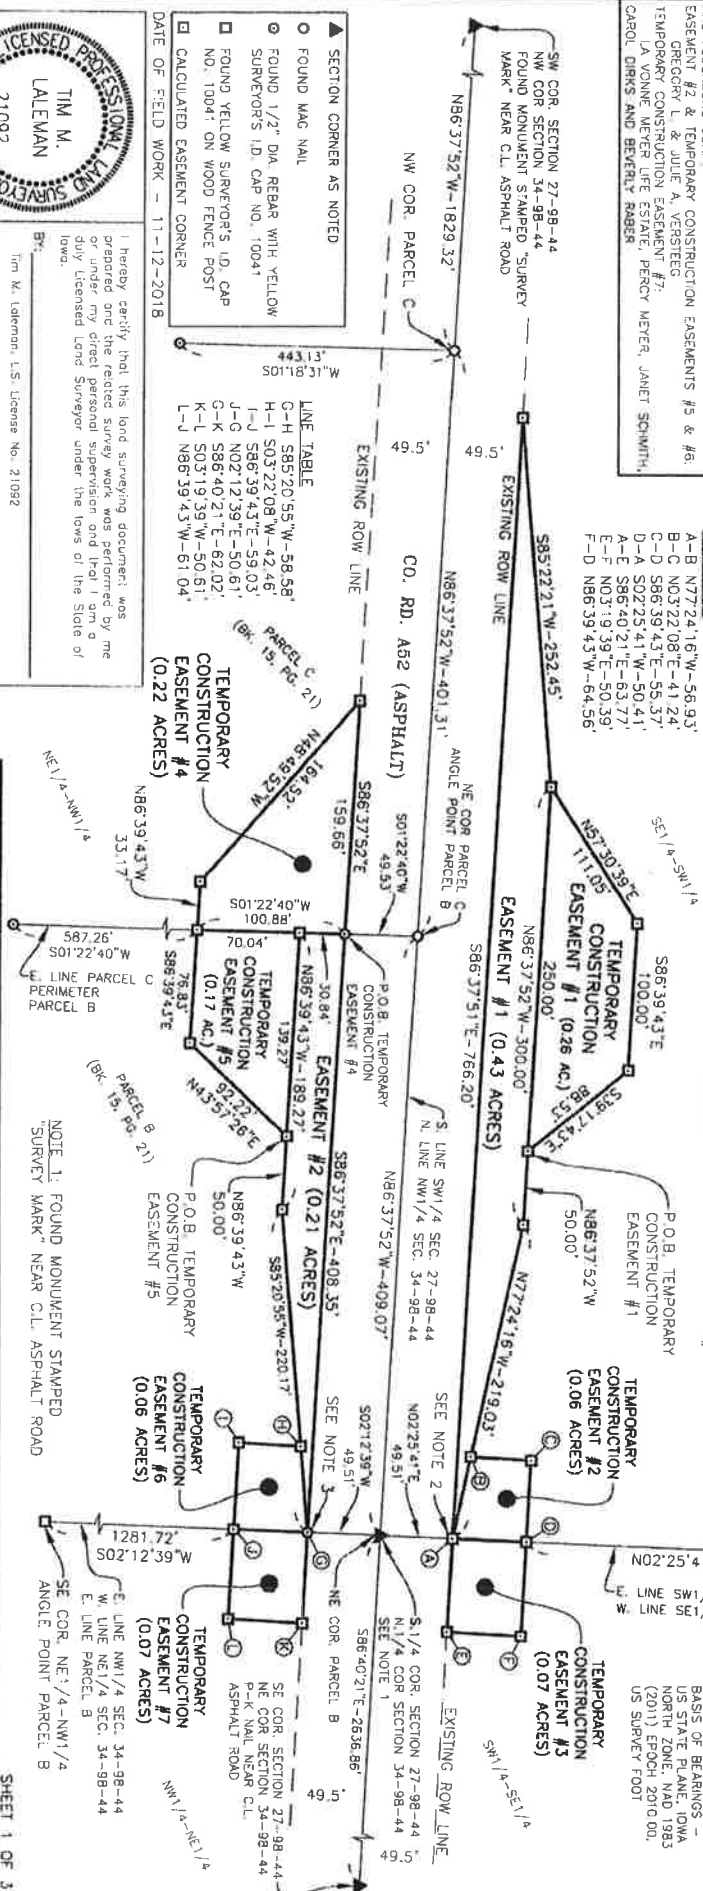 EASEMENT #2 & TEMPORARY CONSTRUCTION EASEMENTS #5 & #6:
GREGORY L. & JULIE A. VERSTEEG
TEMPORARY CONSTRUCTION EASEMENT #7:
LA VONNE MEYER LIFE ESTATE, PERCY MEYER, JANET SCHMITH,
CAROL DIRKS AND BEVERLY RABER
A-B N77°24'16"W-56.93'
B-C N03°22'08"E-41.24'
C-D S86°39'43"E-55.37'
D-A S02°25'41"W-50.41'
A-E S86°40'21"E-63.77'
E-F N03°19'39"E-50.39'
F-D N86°39'43"W-64.56'
BASIS OF BEARINGS -
US STATE PLANE, IOWA
NORTH ZONE, NAD 1983
(2011) EPOCH 2010.00,
US SURVEY FOOT
SW COR. SECTION 27-98-44
NW COR SECTION 34-98-44
FOUND MONUMENT STAMPED "SURVEY
MARK" NEAR C.L. ASPHALT ROAD
N86°37'52"W-1829.32'
NW COR. PARCEL C
SE1/4-SW1/4
S86°39'43"E
100.00'
N57°30'39"E
111.05'
TEMPORARY
CONSTRUCTION
EASEMENT #1 (0.26 AC.)
S39°17'43"E
86.53'
P.O.B. TEMPORARY
CONSTRUCTION
EASEMENT #1
N86°37'52"W
50.00'
S85°22'21"W-252.45'
250.00'
N86°37'52"W-300.00'
N77°24'16"W-219.03'
EASEMENT #1 (0.43 ACRES)
S86°37'51"E-766.20'
EXISTING ROW LINE
49.5'
TEMPORARY
CONSTRUCTION
EASEMENT #2
(0.06 ACRES)
C
D
B
A
E
F
N02°25'4
E. LINE SW1/
W. LINE SE1/
TEMPORARY
CONSTRUCTION
EASEMENT #3
(0.07 ACRES)
SW1/4-SE1/4
SEE NOTE 2
N02°25'41"E
49.51'
EXISTING ROW LINE
S.1/4 COR. SECTION 27-98-44
N.1/4 COR SECTION 34-98-44
SEE NOTE 1
49.5'
NE COR PARCEL C
ANGLE POINT PARCEL B
N86°37'52"W-401.31'
S. LINE SW1/4 SEC. 27-98-44
N. LINE NW1/4 SEC. 34-98-44
N86°37'52"W-409.07'
S86°40'21"E-2636.86'
CO. RD. A52 (ASPHALT)
49.5'
S01°22'40"W
49.53'
S02°12'39"W
49.51'
NE COR. PARCEL B
49.5'
EXISTING ROW LINE
S86°37'52"E
159.66'
P.O.B. TEMPORARY
CONSTRUCTION
EASEMENT #4
S86°37'52"E-408.35'
SEE NOTE 3
30.84'
EASEMENT #2 (0.21 ACRES)
N86°39'43"W-189.27'
139.27'
S85°20'55"W-220.17'
N86°39'43"W
50.00'
PARCEL C
(BK. 15, PG. 21)
TEMPORARY
CONSTRUCTION
EASEMENT #4
(0.22 ACRES)
N48°49'52"W
164.52'
S01°22'40"W
100.88'
70.04'
TEMPORARY
CONSTRUCTION
EASEMENT #5
(0.17 AC.)
N86°39'43"W
33.17'
76.83'
S86°39'43"E
92.22'
N43°57'26"E
P.O.B. TEMPORARY
CONSTRUCTION
EASEMENT #5
NE1/4-NW1/4
587.26'
S01°22'40"W
E. LINE PARCEL C
PERIMETER
PARCEL B
PARCEL B
(BK. 15, PG. 21)
H
I
G
J
K
L
TEMPORARY
CONSTRUCTION
EASEMENT #6
(0.06 ACRES)
TEMPORARY
CONSTRUCTION
EASEMENT #7
(0.07 ACRES)
SE COR. SECTION 27-98-44
NE COR SECTION 34-98-44
P-K NAIL NEAR C.L.
ASPHALT ROAD
NW1/4-NE1/4
1281.72'
S02°12'39"W
E. LINE NW1/4 SEC. 34-98-44
W. LINE NE1/4 SEC. 34-98-44
E. LINE PARCEL B
SE COR. NE1/4-NW1/4
ANGLE POINT PARCEL B
NOTE 1: FOUND MONUMENT STAMPED
"SURVEY MARK" NEAR C.L. ASPHALT ROAD
443.13'
S01°18'31"W
LINE TABLE
G-H S85°20'55"W-58.58'
H-I S03°22'08"W-42.46'
I-J S86°39'43"E-59.03'
J-G N02°12'39"E-50.61'
G-K S86°40'21"E-62.02'
K-L S03°19'39"W-50.61'
L-J N86°39'43"W-61.04'
SECTION CORNER AS NOTED
FOUND MAG NAIL
FOUND 1/2" DIA. REBAR WITH YELLOW
SURVEYOR'S I.D. CAP NO. 10041
FOUND YELLOW SURVEYOR'S I.D. CAP
NO. 10041 ON WOOD FENCE POST
CALCULATED EASEMENT CORNER
DATE OF FIELD WORK - 11-12-2018
LICENSED PROFESSIONAL LAND SURVEYOR
TIM M.
LALEMAN
21092
I hereby certify that this land surveying document was
prepared and the related survey work was performed by me
or under my direct personal supervision and that I am a
duly Licensed Land Surveyor under the laws of the State of
Iowa.
BY:
Tim M. Laleman, L.S. License No. 21092
SHEET 1 OF 3